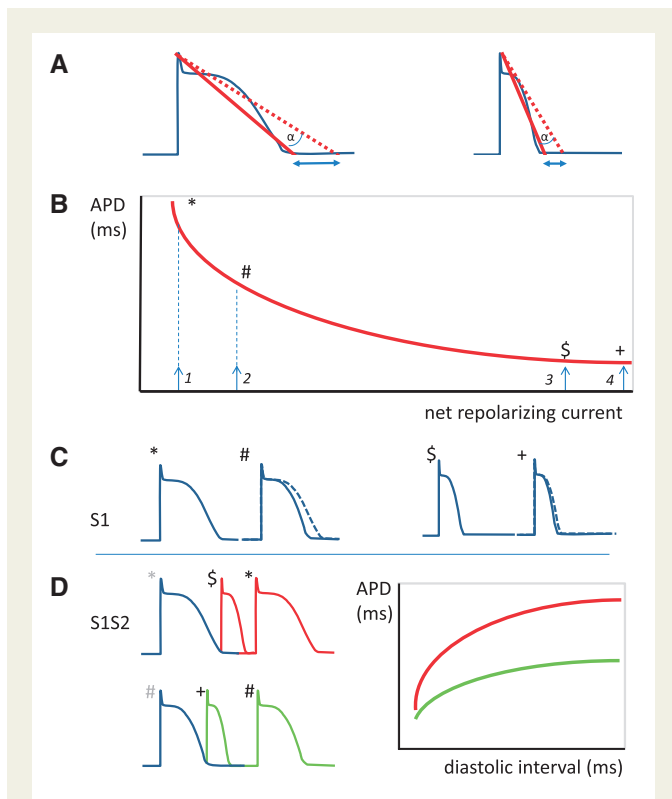 A
α
α
B
APD
(ms)
*
#
$
+
1
2
3
4
net repolarizing current
C
*
#
$
+
S1
D
*
$
*
APD
(ms)
S1S2
#
+
#
diastolic interval (ms)